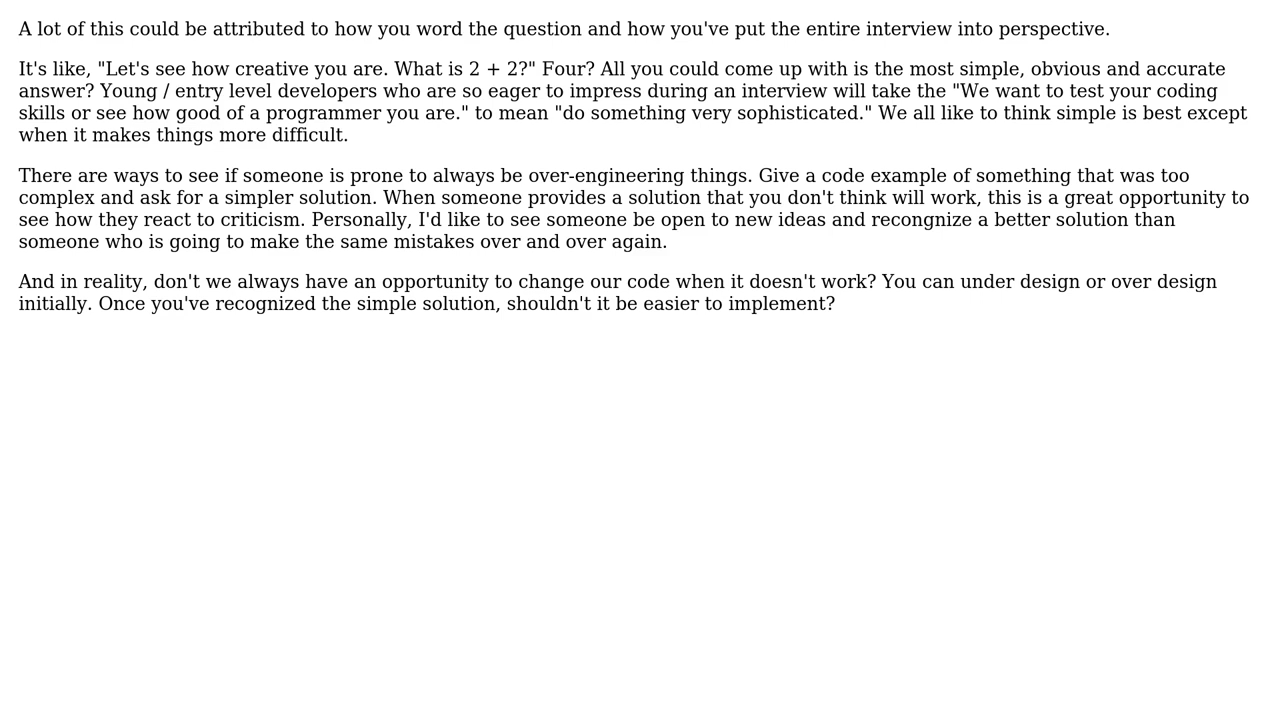 A lot of this could be attributed to how you word the question and how you've put the entire interview into perspective.
It's like, "Let's see how creative you are. What is 2 + 2?" Four? All you could come up with is the most simple, obvious and accurate
answer? Young / entry level developers who are so eager to impress during an interview will take the "We want to test your coding
skills or see how good of a programmer you are." to mean "do something very sophisticated." We all like to think simple is best except
when it makes things more difficult.
There are ways to see if someone is prone to always be over-engineering things. Give a code example of something that was too
complex and ask for a simpler solution. When someone provides a solution that you don't think will work, this is a great opportunity to
see how they react to criticism. Personally, I'd like to see someone be open to new ideas and recongnize a better solution than
someone who is going to make the same mistakes over and over again.
And in reality, don't we always have an opportunity to change our code when it doesn't work? You can under design or over design
initially. Once you've recognized the simple solution, shouldn't it be easier to implement?